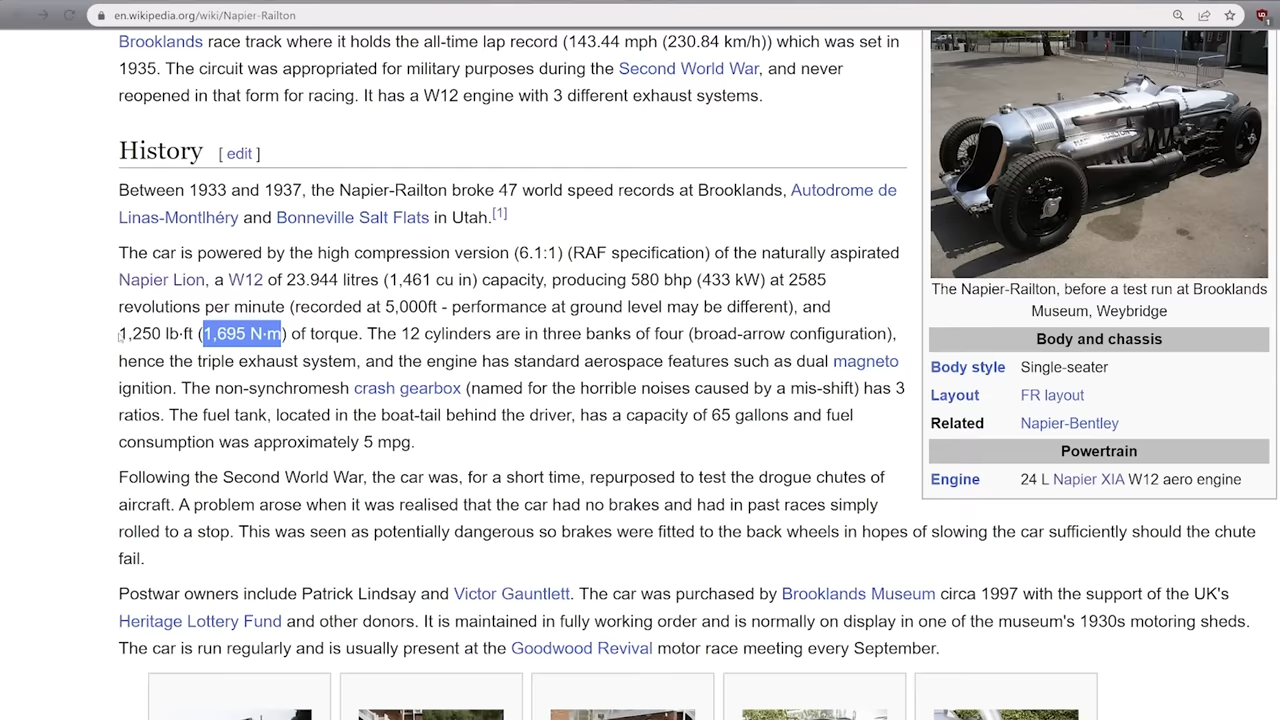 en.wikipedia.org/wiki/Napier-Railton
Brooklands race track where it holds the all-time lap record (143.44 mph (230.84 km/h)) which was set in
1935. The circuit was appropriated for military purposes during the Second World War, and never
reopened in that form for racing. It has a W12 engine with 3 different exhaust systems.
History [ edit ]
Between 1933 and 1937, the Napier-Railton broke 47 world speed records at Brooklands, Autodrome de
Linas-Montlhéry and Bonneville Salt Flats in Utah.[1]
The car is powered by the high compression version (6.1:1) (RAF specification) of the naturally aspirated
Napier Lion, a W12 of 23.944 litres (1,461 cu in) capacity, producing 580 bhp (433 kW) at 2585
revolutions per minute (recorded at 5,000ft - performance at ground level may be different), and
1,250 lb·ft (1,695 N·m) of torque. The 12 cylinders are in three banks of four (broad-arrow configuration),
hence the triple exhaust system, and the engine has standard aerospace features such as dual magneto
ignition. The non-synchromesh crash gearbox (named for the horrible noises caused by a mis-shift) has 3
ratios. The fuel tank, located in the boat-tail behind the driver, has a capacity of 65 gallons and fuel
consumption was approximately 5 mpg.
Following the Second World War, the car was, for a short time, repurposed to test the drogue chutes of
aircraft. A problem arose when it was realised that the car had no brakes and had in past races simply
rolled to a stop. This was seen as potentially dangerous so brakes were fitted to the back wheels in hopes of slowing the car sufficiently should the chute
fail.
Postwar owners include Patrick Lindsay and Victor Gauntlett. The car was purchased by Brooklands Museum circa 1997 with the support of the UK's
Heritage Lottery Fund and other donors. It is maintained in fully working order and is normally on display in one of the museum's 1930s motoring sheds.
The car is run regularly and is usually present at the Goodwood Revival motor race meeting every September.
The Napier-Railton, before a test run at Brooklands
Museum, Weybridge
Body and chassis
Body style Single-seater
Layout FR layout
Related Napier-Bentley
Powertrain
Engine 24 L Napier XIA W12 aero engine